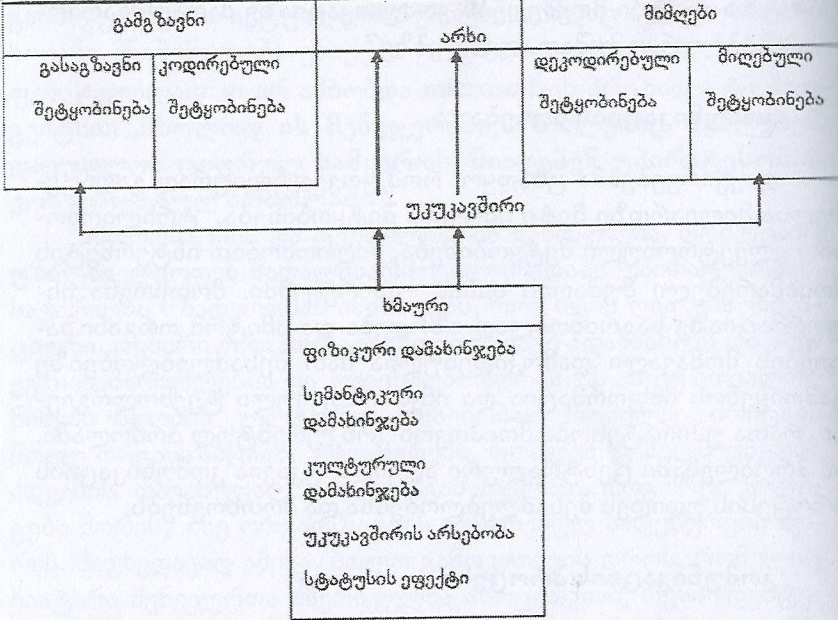 გამგზავნი
არხი
მიმღები
გასაგზავნი კოდირებული
შეტყობინება შეტყობინება
დეკოდირებული მიღებული
შეტყობინება შეტყობინება
უკუკავშირი
ხმაური
ფიზიკური დამახინჯება
სემანტიკური
დამახინჯება
კულტურული
დამახინჯება
უკუკავშირის არსებობა
სტატუსის ეფექტი